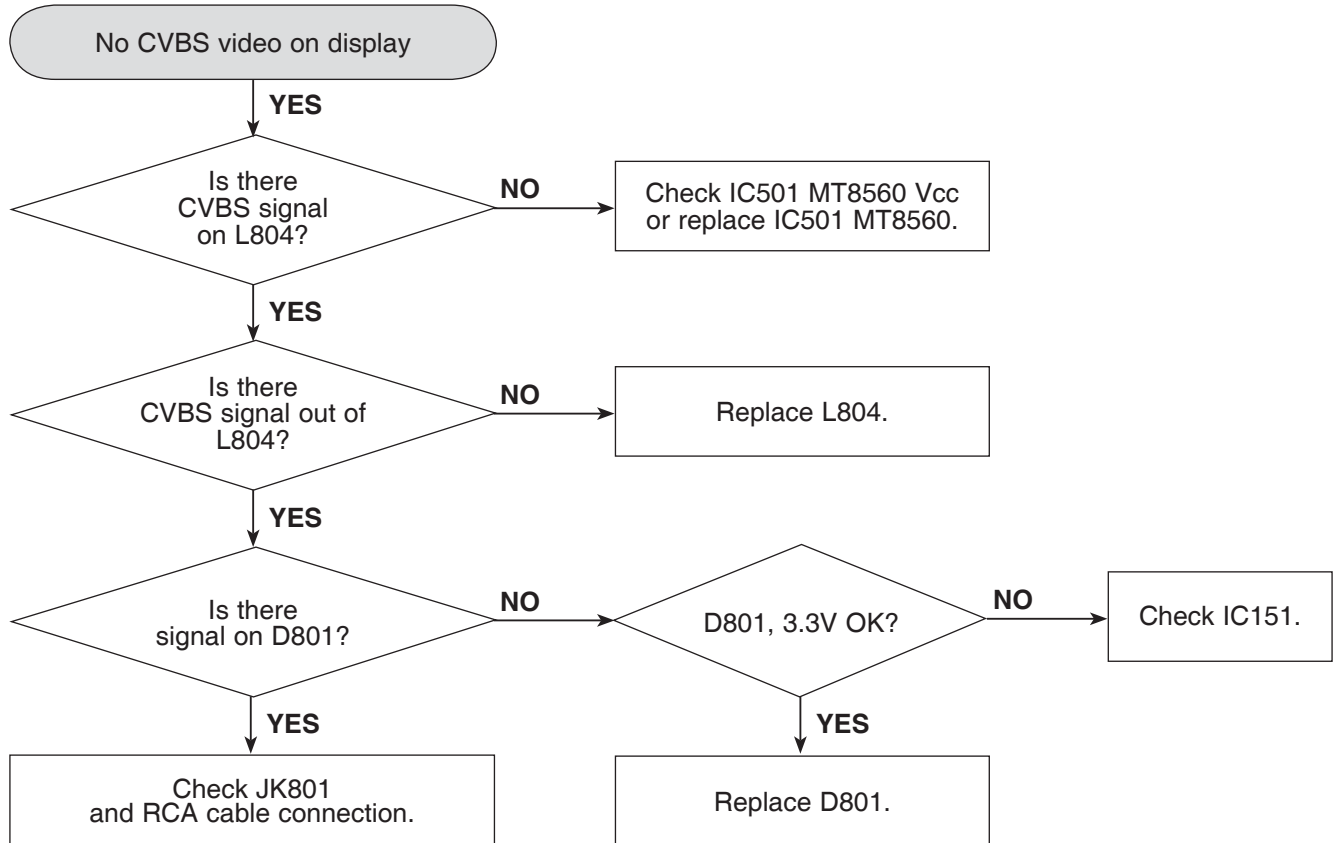 No CVBS video on display
YES
Is there
CVBS signal
on L804?
NO
Check IC501 MT8560 Vcc
or replace IC501 MT8560.
YES
Is there
CVBS signal out of
L804?
NO
Replace L804.
YES
Is there
signal on D801?
NO
D801, 3.3V OK?
NO
Check IC151.
YES
Check JK801
and RCA cable connection.
YES
Replace D801.